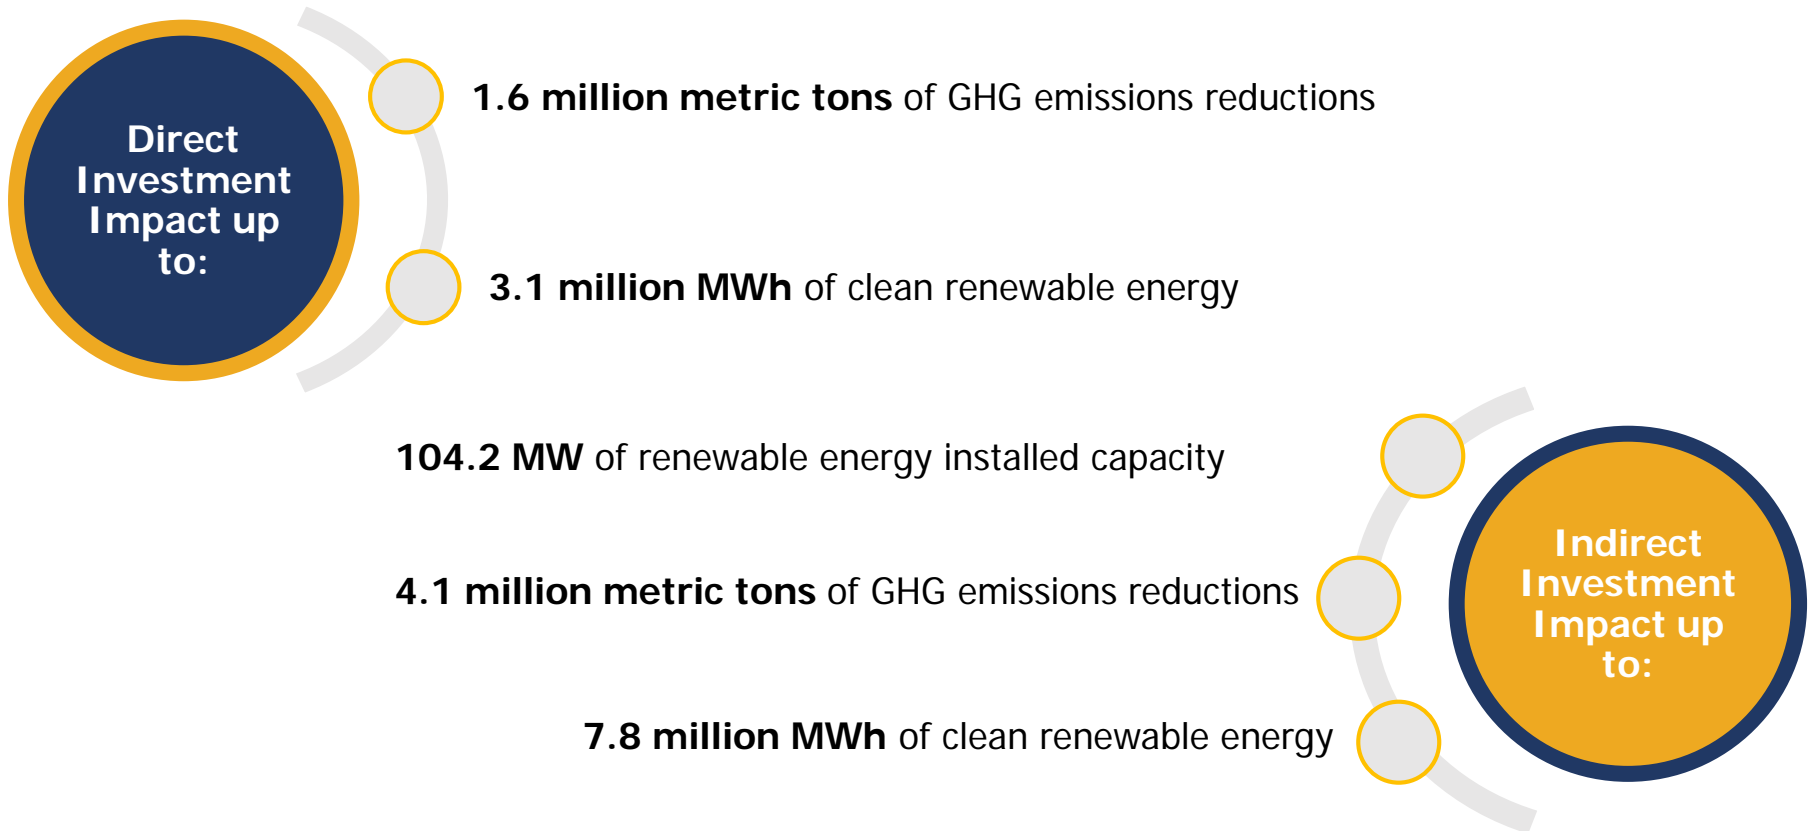 Direct
Investment
Impact up
to:
1.6 million metric tons of GHG emissions reductions
3.1 million MWh of clean renewable energy
104.2 MW of renewable energy installed capacity
4.1 million metric tons of GHG emissions reductions
7.8 million MWh of clean renewable energy
Indirect
Investment
Impact up
to: